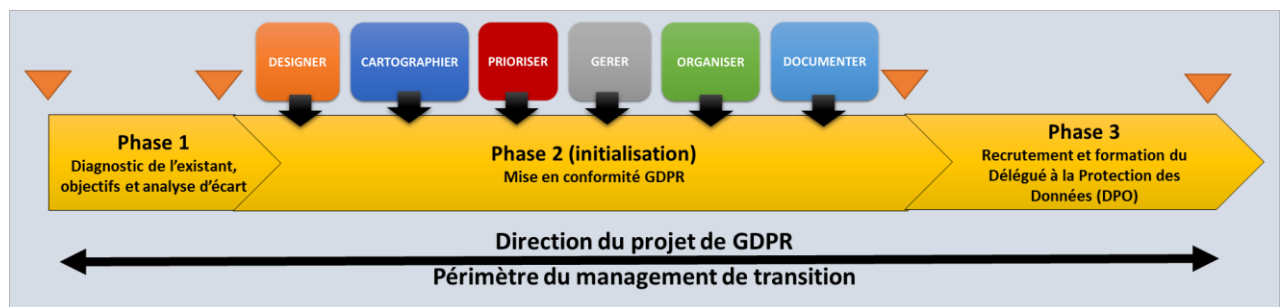 DESIGNER
CARTOGRAPHIER
PRIORISER
GERER
ORGANISER
DOCUMENTER
Phase 1
Diagnostic de l'existant,
objectifs et analyse d'écart
Phase 2 (initialisation)
Mise en conformité GDPR
Phase 3
Recrutement et formation du
Délégué à la Protection des
Données (DPO)
Direction du projet de GDPR
Périmètre du management de transition